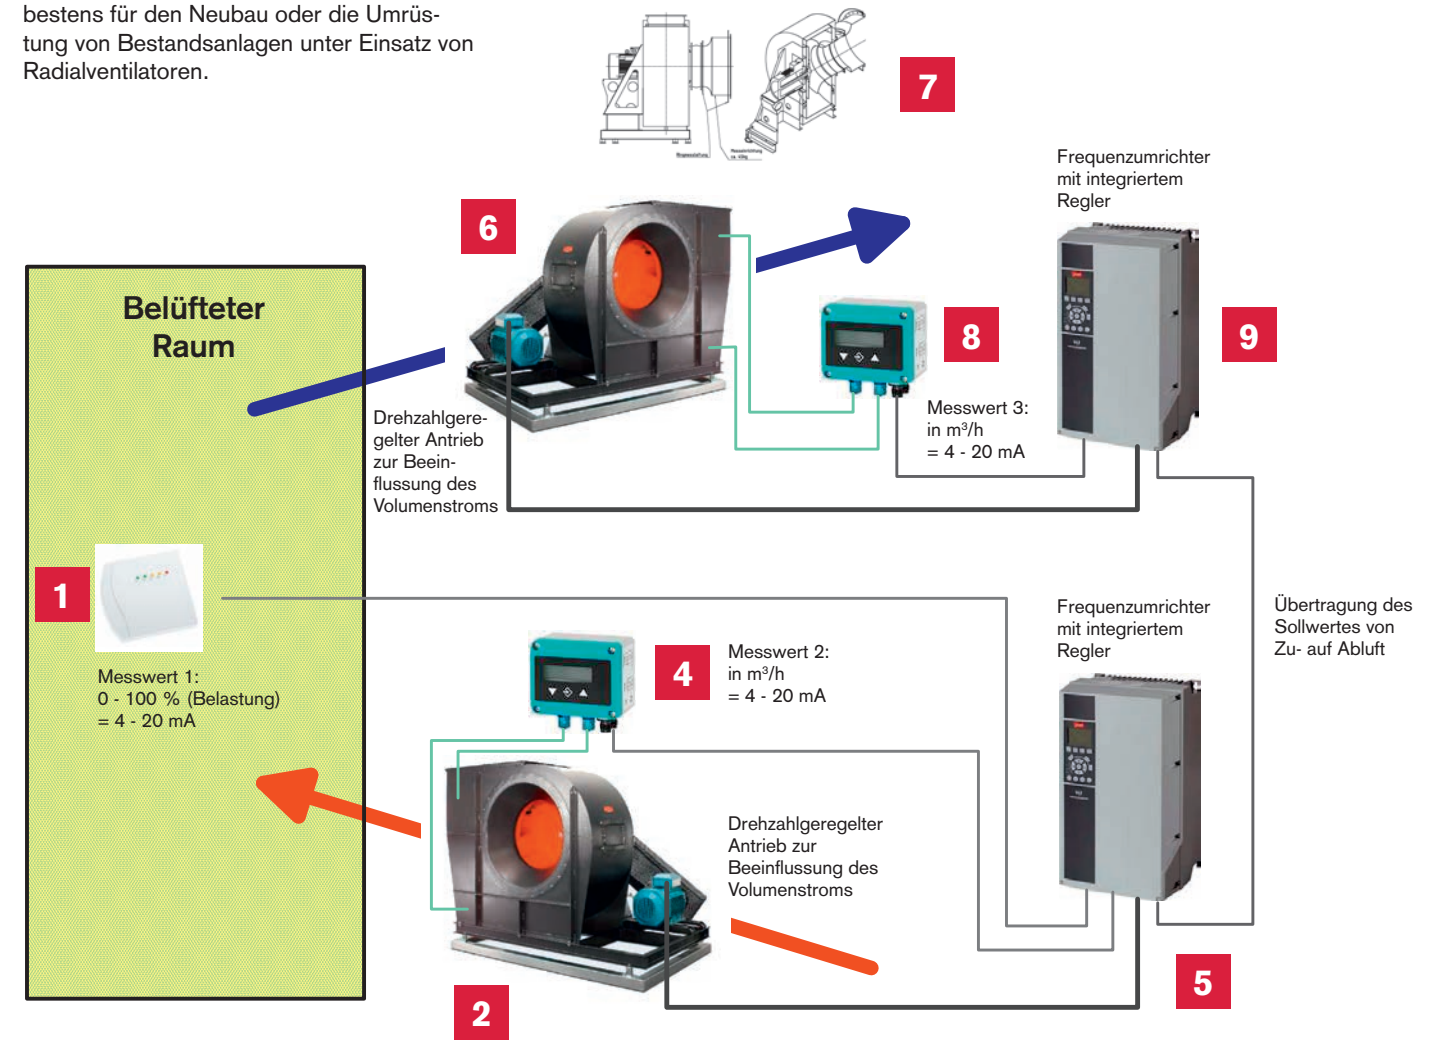 bestens für den Neubau oder die Umrüs-
tung von Bestandsanlagen unter Einsatz von
Radialventilatoren.
7
Frequenzumrichter
mit integriertem
Regler
6
Belüfteter
Raum
8
9
Drehzahlgere-
gelter Antrieb
zur Beein-
flussung des
Volumenstroms
Messwert 3:
in m³/h
= 4 - 20 mA
1
Messwert 1:
0 - 100 % (Belastung)
= 4 - 20 mA
4
Messwert 2:
in m³/h
= 4 - 20 mA
Frequenzumrichter
mit integriertem
Regler
Übertragung des
Sollwertes von
Zu- auf Abluft
Drehzahlgeregelter
Antrieb zur
Beeinflussung des
Volumenstroms
5
2